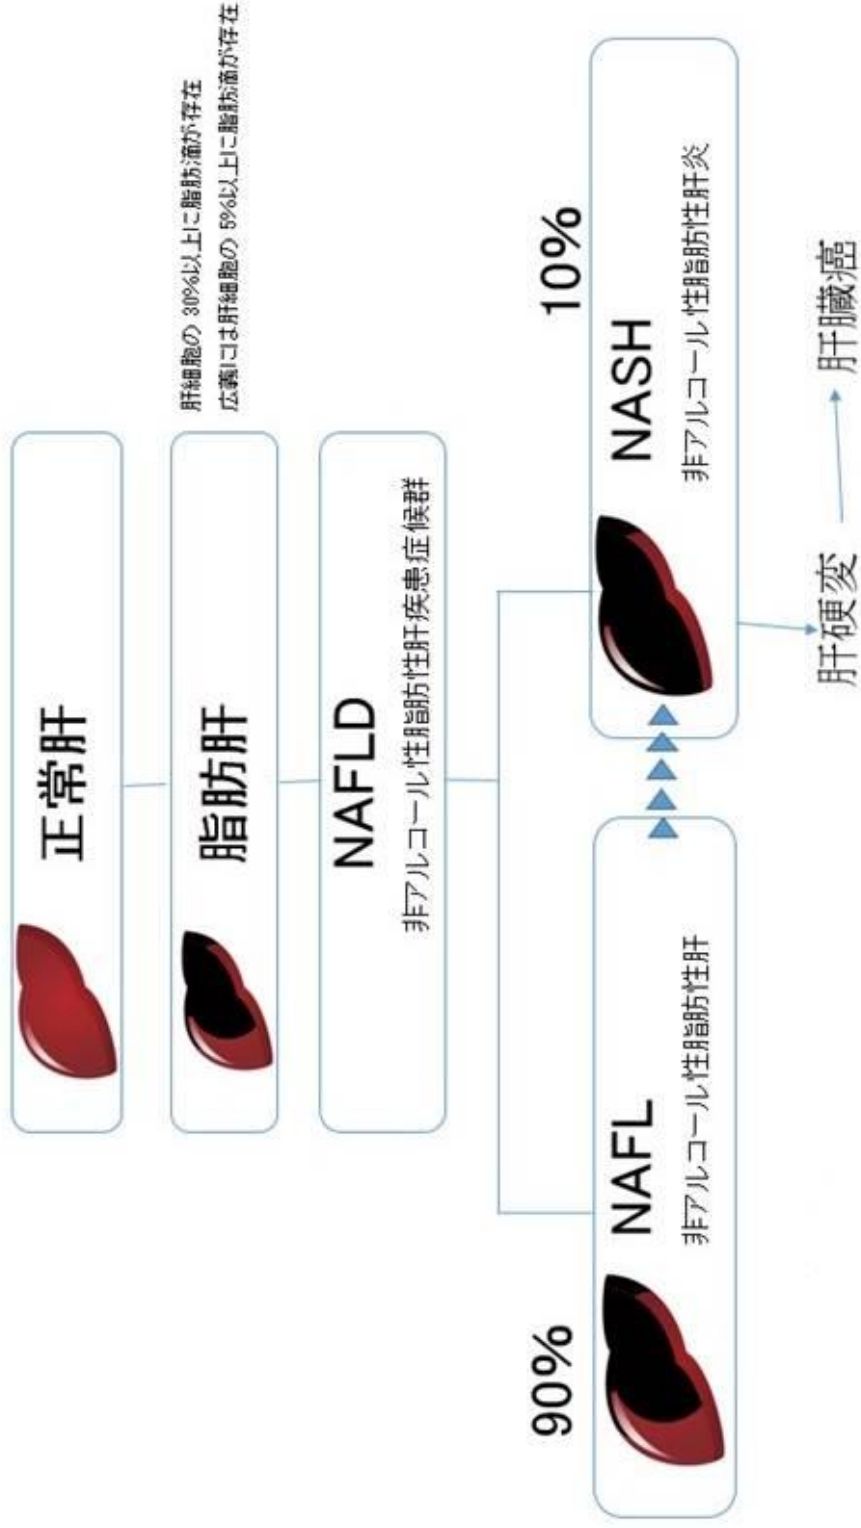 正常肝
脂肪肝
肝細胞の 30%以上に脂肪滴が存在
広義には肝細胞の 5%以上に脂肪滴が存在
NAFLD
非アルコール性脂肪性肝疾患症候群
90%
NAFL
非アルコール性脂肪性肝
10%
NASH
非アルコール性脂肪性肝炎
肝硬変
肝臓癌